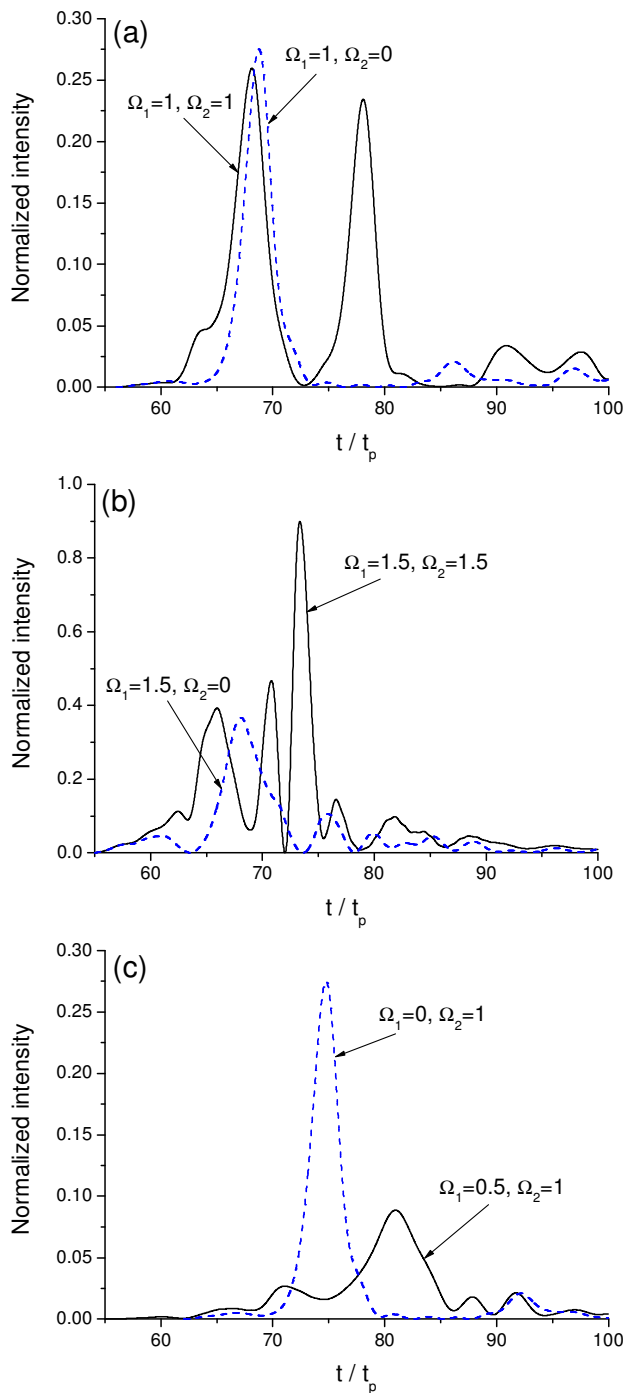 (a)
Ω₁=1, Ω₂=0
Ω₁=1, Ω₂=1
Normalized intensity
0.30
0.25
0.20
0.15
0.10
0.05
0.00
60 70 80 90 100
t / tₚ
(b)
Ω₁=1.5, Ω₂=1.5
Ω₁=1.5, Ω₂=0
Normalized intensity
1.0
0.8
0.6
0.4
0.2
0.0
60 70 80 90 100
t / tₚ
(c)
Ω₁=0, Ω₂=1
Ω₁=0.5, Ω₂=1
Normalized intensity
0.30
0.25
0.20
0.15
0.10
0.05
0.00
60 70 80 90 100
t / tₚ